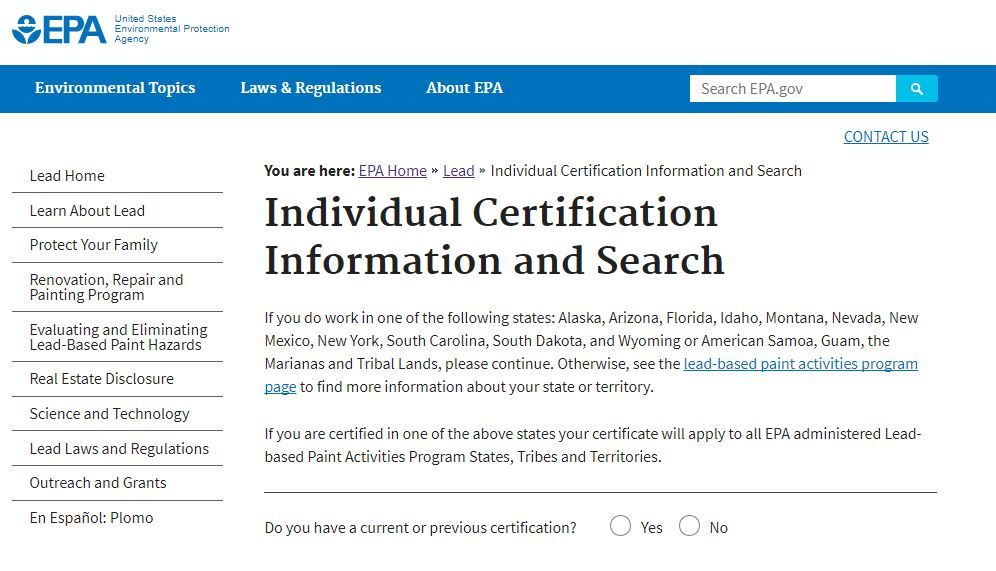 EPA
United States
Environmental Protection
Agency
Environmental Topics
Laws & Regulations
About EPA
Search EPA.gov
CONTACT US
Lead Home
Learn About Lead
Protect Your Family
Renovation, Repair and
Painting Program
Evaluating and Eliminating
Lead-Based Paint Hazards
Real Estate Disclosure
Science and Technology
Lead Laws and Regulations
Outreach and Grants
En Español: Plomo
You are here: EPA Home » Lead » Individual Certification Information and Search
Individual Certification
Information and Search
If you do work in one of the following states: Alaska, Arizona, Florida, Idaho, Montana, Nevada, New
Mexico, New York, South Carolina, South Dakota, and Wyoming or American Samoa, Guam, the
Marianas and Tribal Lands, please continue. Otherwise, see the lead-based paint activities program
page to find more information about your state or territory.
If you are certified in one of the above states your certificate will apply to all EPA administered Lead-
based Paint Activities Program States, Tribes and Territories.
Do you have a current or previous certification? Yes No